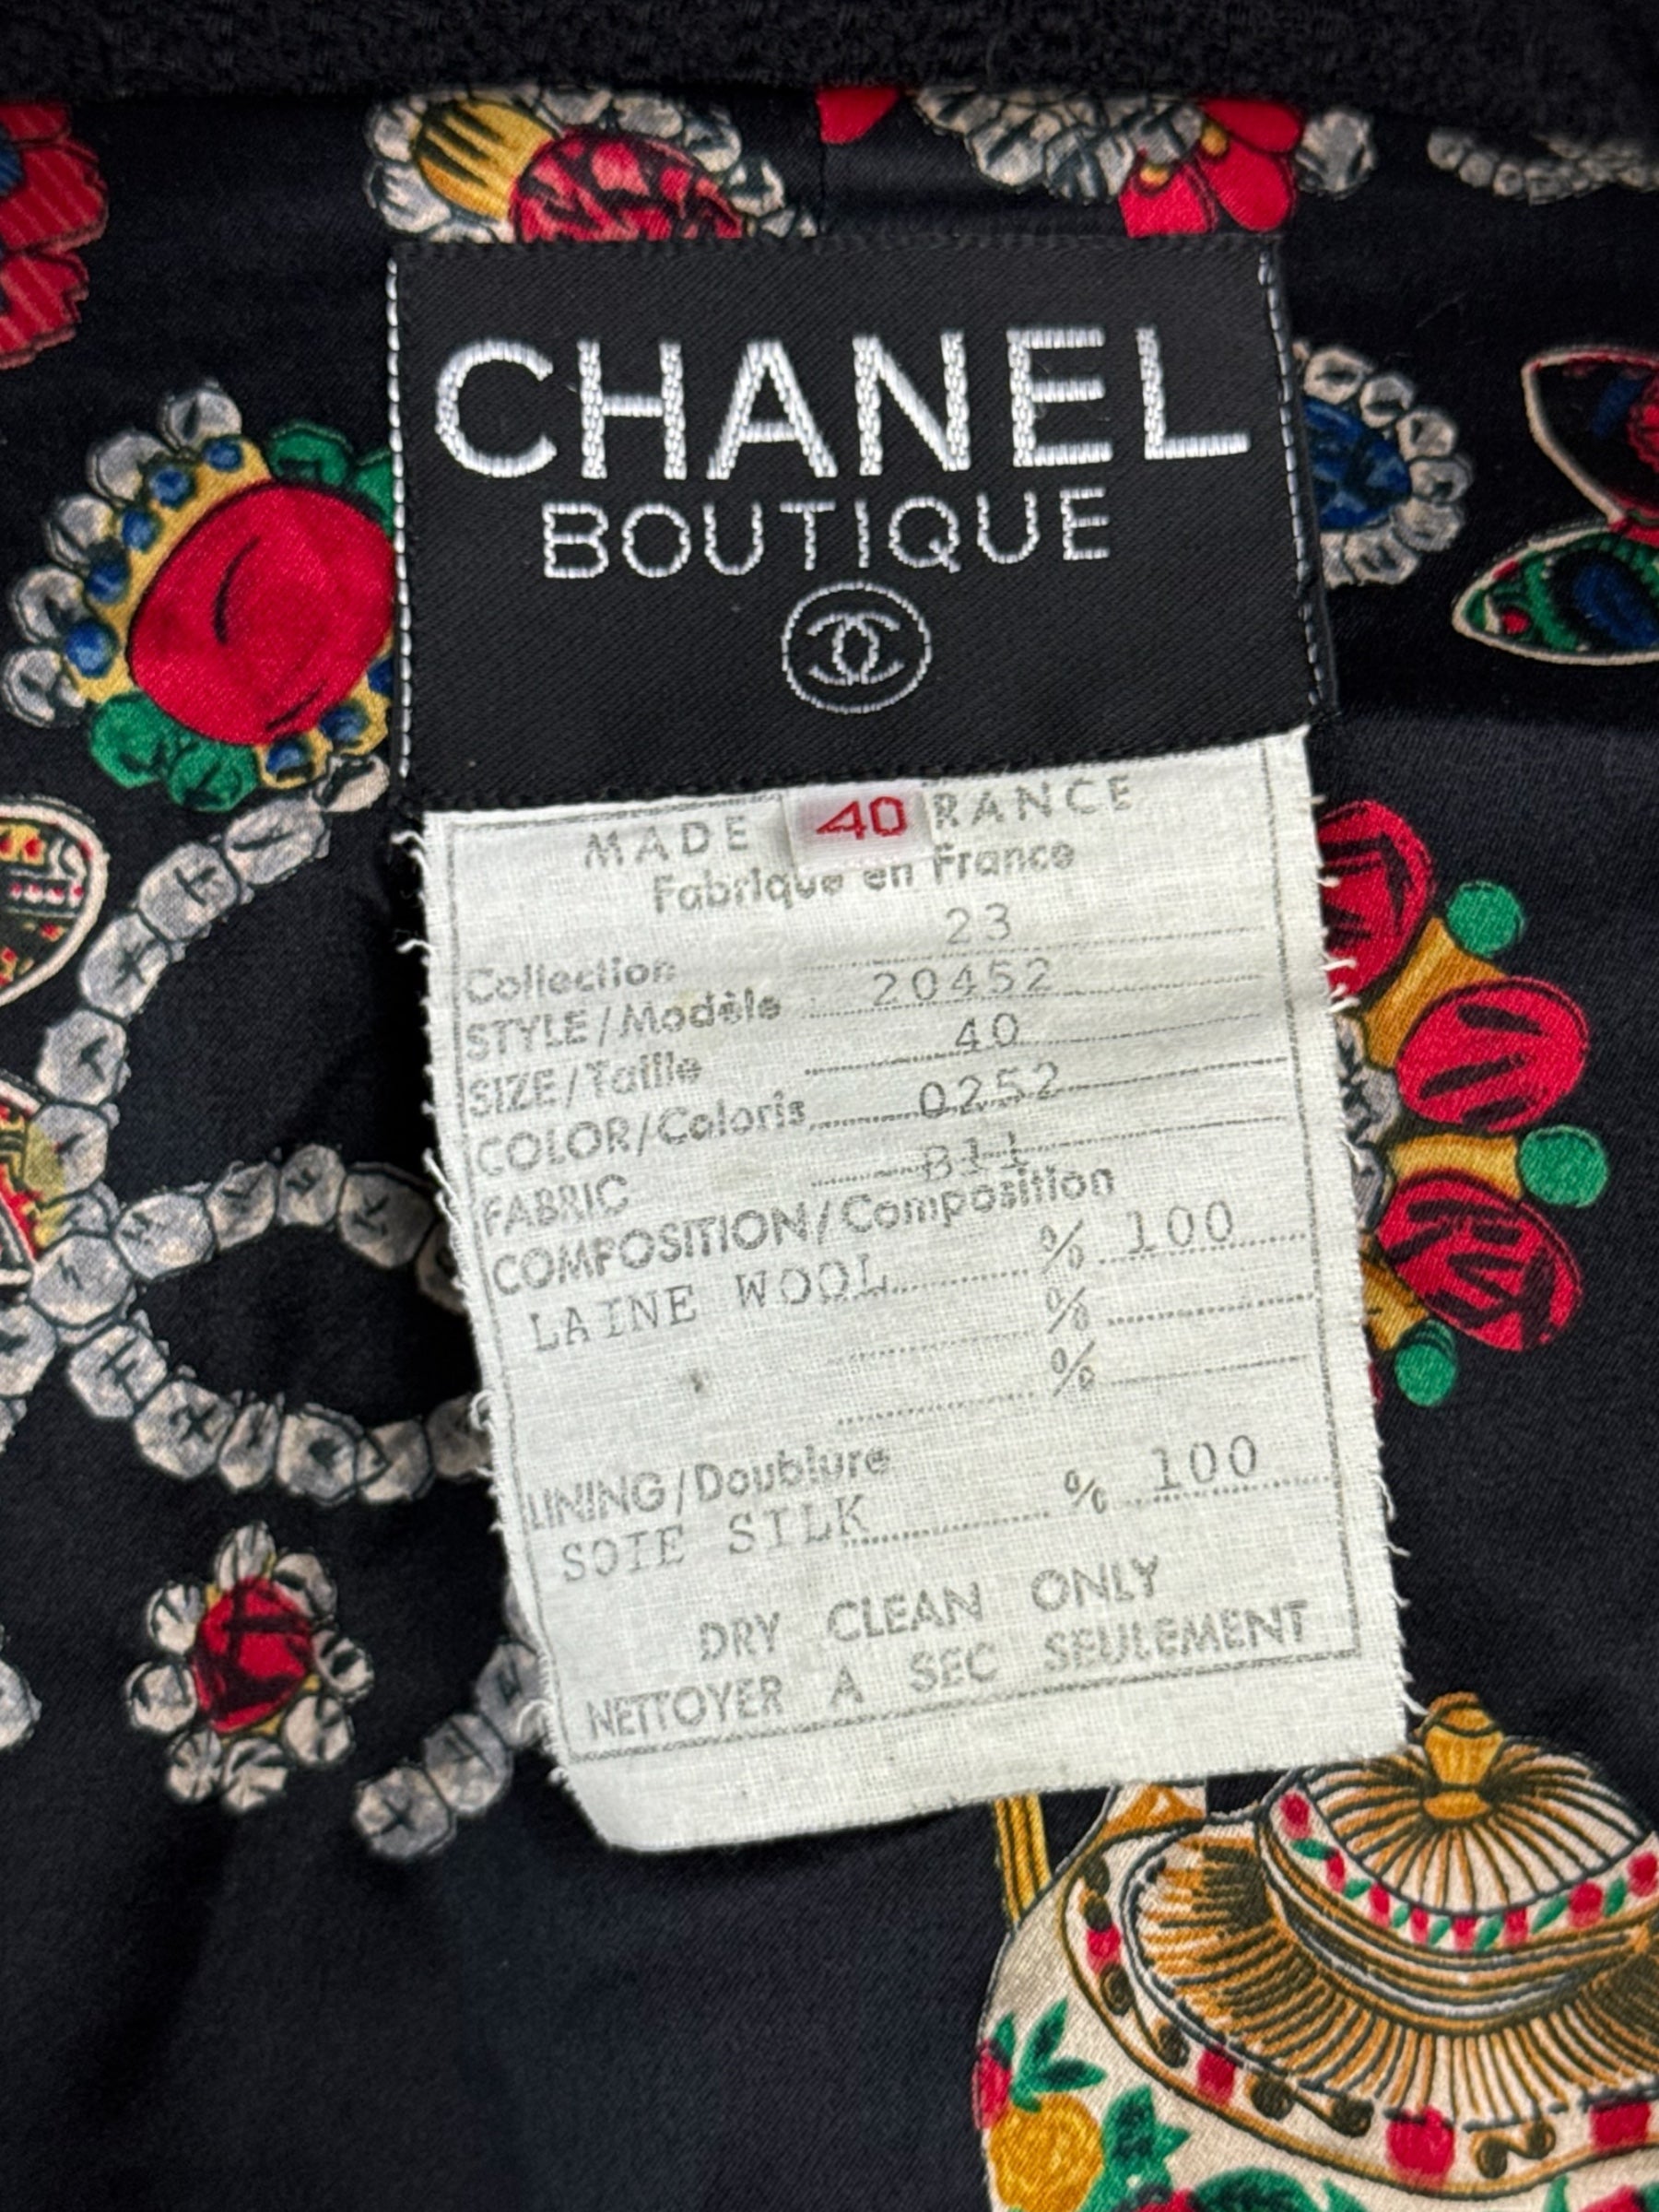 CHANEL
BOUTIQUE
40
MADE RANCE
Fabriqué en France
Collection 23
STYLE/Modèle 20452
SIZE/Taille 40
COLOR/Coloris 0252
FABRIC B11
COMPOSITION/Composition
LAINE WOOL % 100
%
%
LINING/Doublure
SOIE SILK % 100
DRY CLEAN ONLY
NETTOYER A SEC SEULEMENT